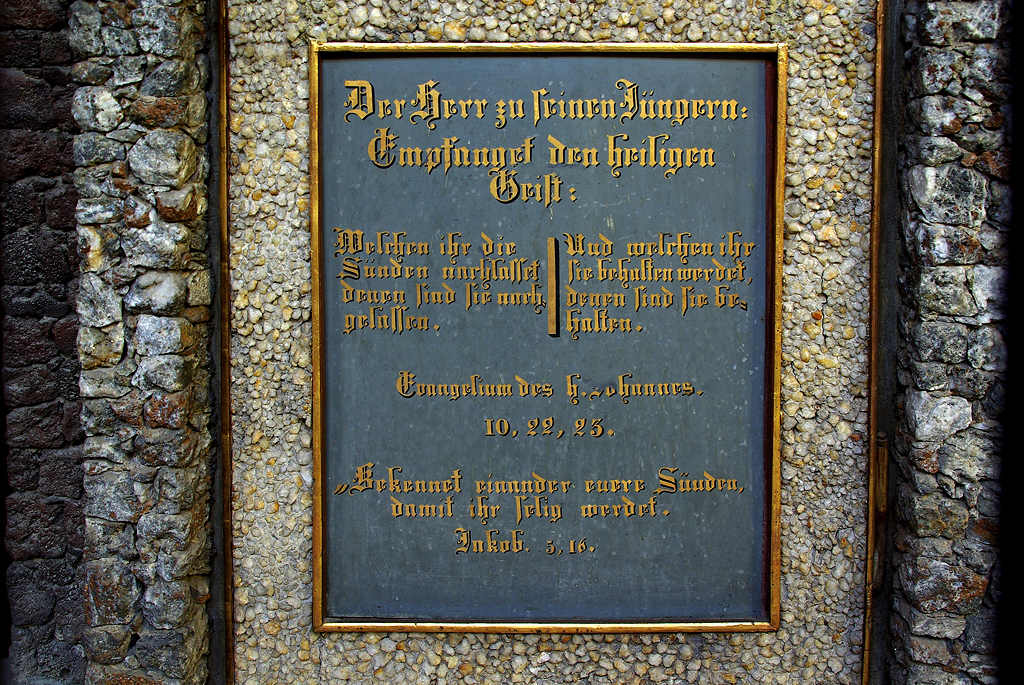 Der Herr zu seinen Jüngern:
Empfanget den heiligen
Geist:
Welchen ihr die
Sünden nachlasset
denen sind sie nach,
gelassen.
Und welchen ihr
sie behalten werdet,
denen sind sie be„
halten.
Evangelium des h. Johannes.
10, 22, 23.
„Bekennet einander euere Sünden,
damit ihr selig werdet.
Jakob. 5, 16.